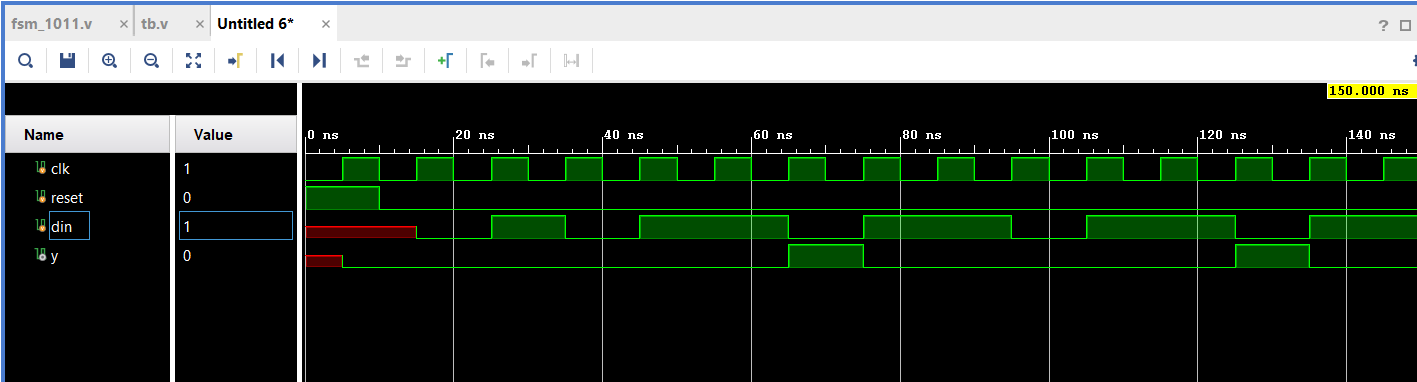 fsm_1011.v × tb.v × Untitled 6* ×
?
150.000 ns
Name Value 0 ns 20 ns 40 ns 60 ns 80 ns 100 ns 120 ns 140 ns
clk 1
reset 0
din 1
y 0